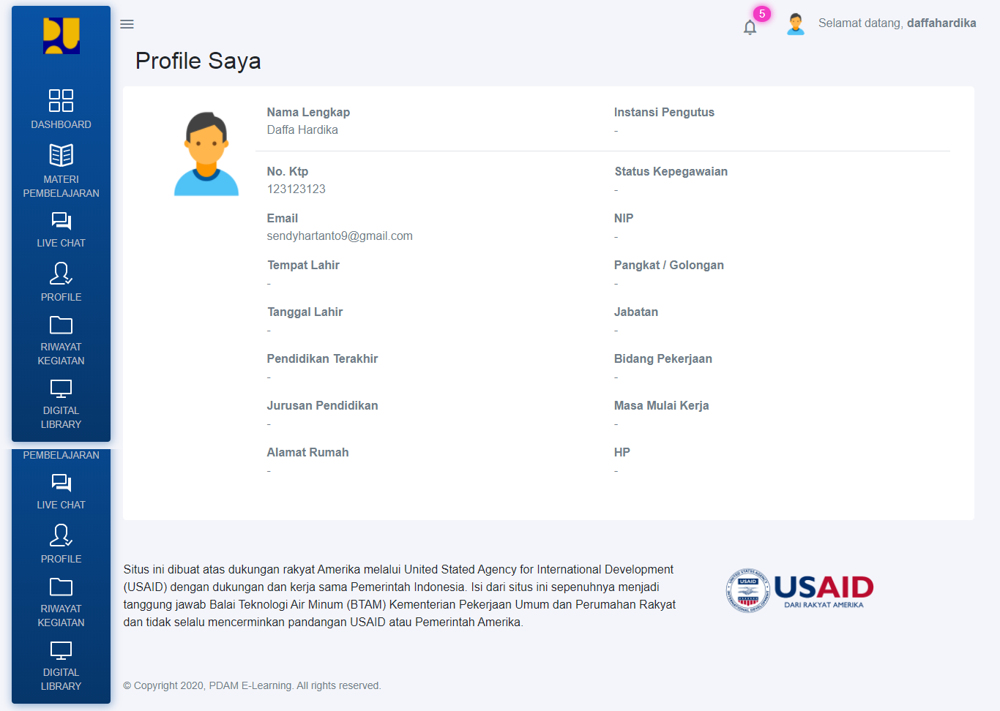 5
Selamat datang, daffahardika
Profile Saya
DASHBOARD
MATERI
PEMBELAJARAN
LIVE CHAT
PROFILE
RIWAYAT
KEGIATAN
DIGITAL
LIBRARY
PEMBELAJARAN
LIVE CHAT
PROFILE
RIWAYAT
KEGIATAN
DIGITAL
LIBRARY
Nama Lengkap
Daffa Hardika
Instansi Pengutus
-
No. Ktp
123123123
Status Kepegawaian
-
Email
sendyhartanto9@gmail.com
NIP
-
Tempat Lahir
-
Pangkat / Golongan
-
Tanggal Lahir
-
Jabatan
-
Pendidikan Terakhir
-
Bidang Pekerjaan
-
Jurusan Pendidikan
-
Masa Mulai Kerja
-
Alamat Rumah
-
HP
-
Situs ini dibuat atas dukungan rakyat Amerika melalui United Stated Agency for International Development
(USAID) dengan dukungan dan kerja sama Pemerintah Indonesia. Isi dari situs ini sepenuhnya menjadi
tanggung jawab Balai Teknologi Air Minum (BTAM) Kementerian Pekerjaan Umum dan Perumahan Rakyat
dan tidak selalu mencerminkan pandangan USAID atau Pemerintah Amerika.
UNITED STATES AGENCY
INTERNATIONAL DEVELOPMENT
USAID
USAID
DARI RAKYAT AMERIKA
© Copyright 2020, PDAM E-Learning. All rights reserved.